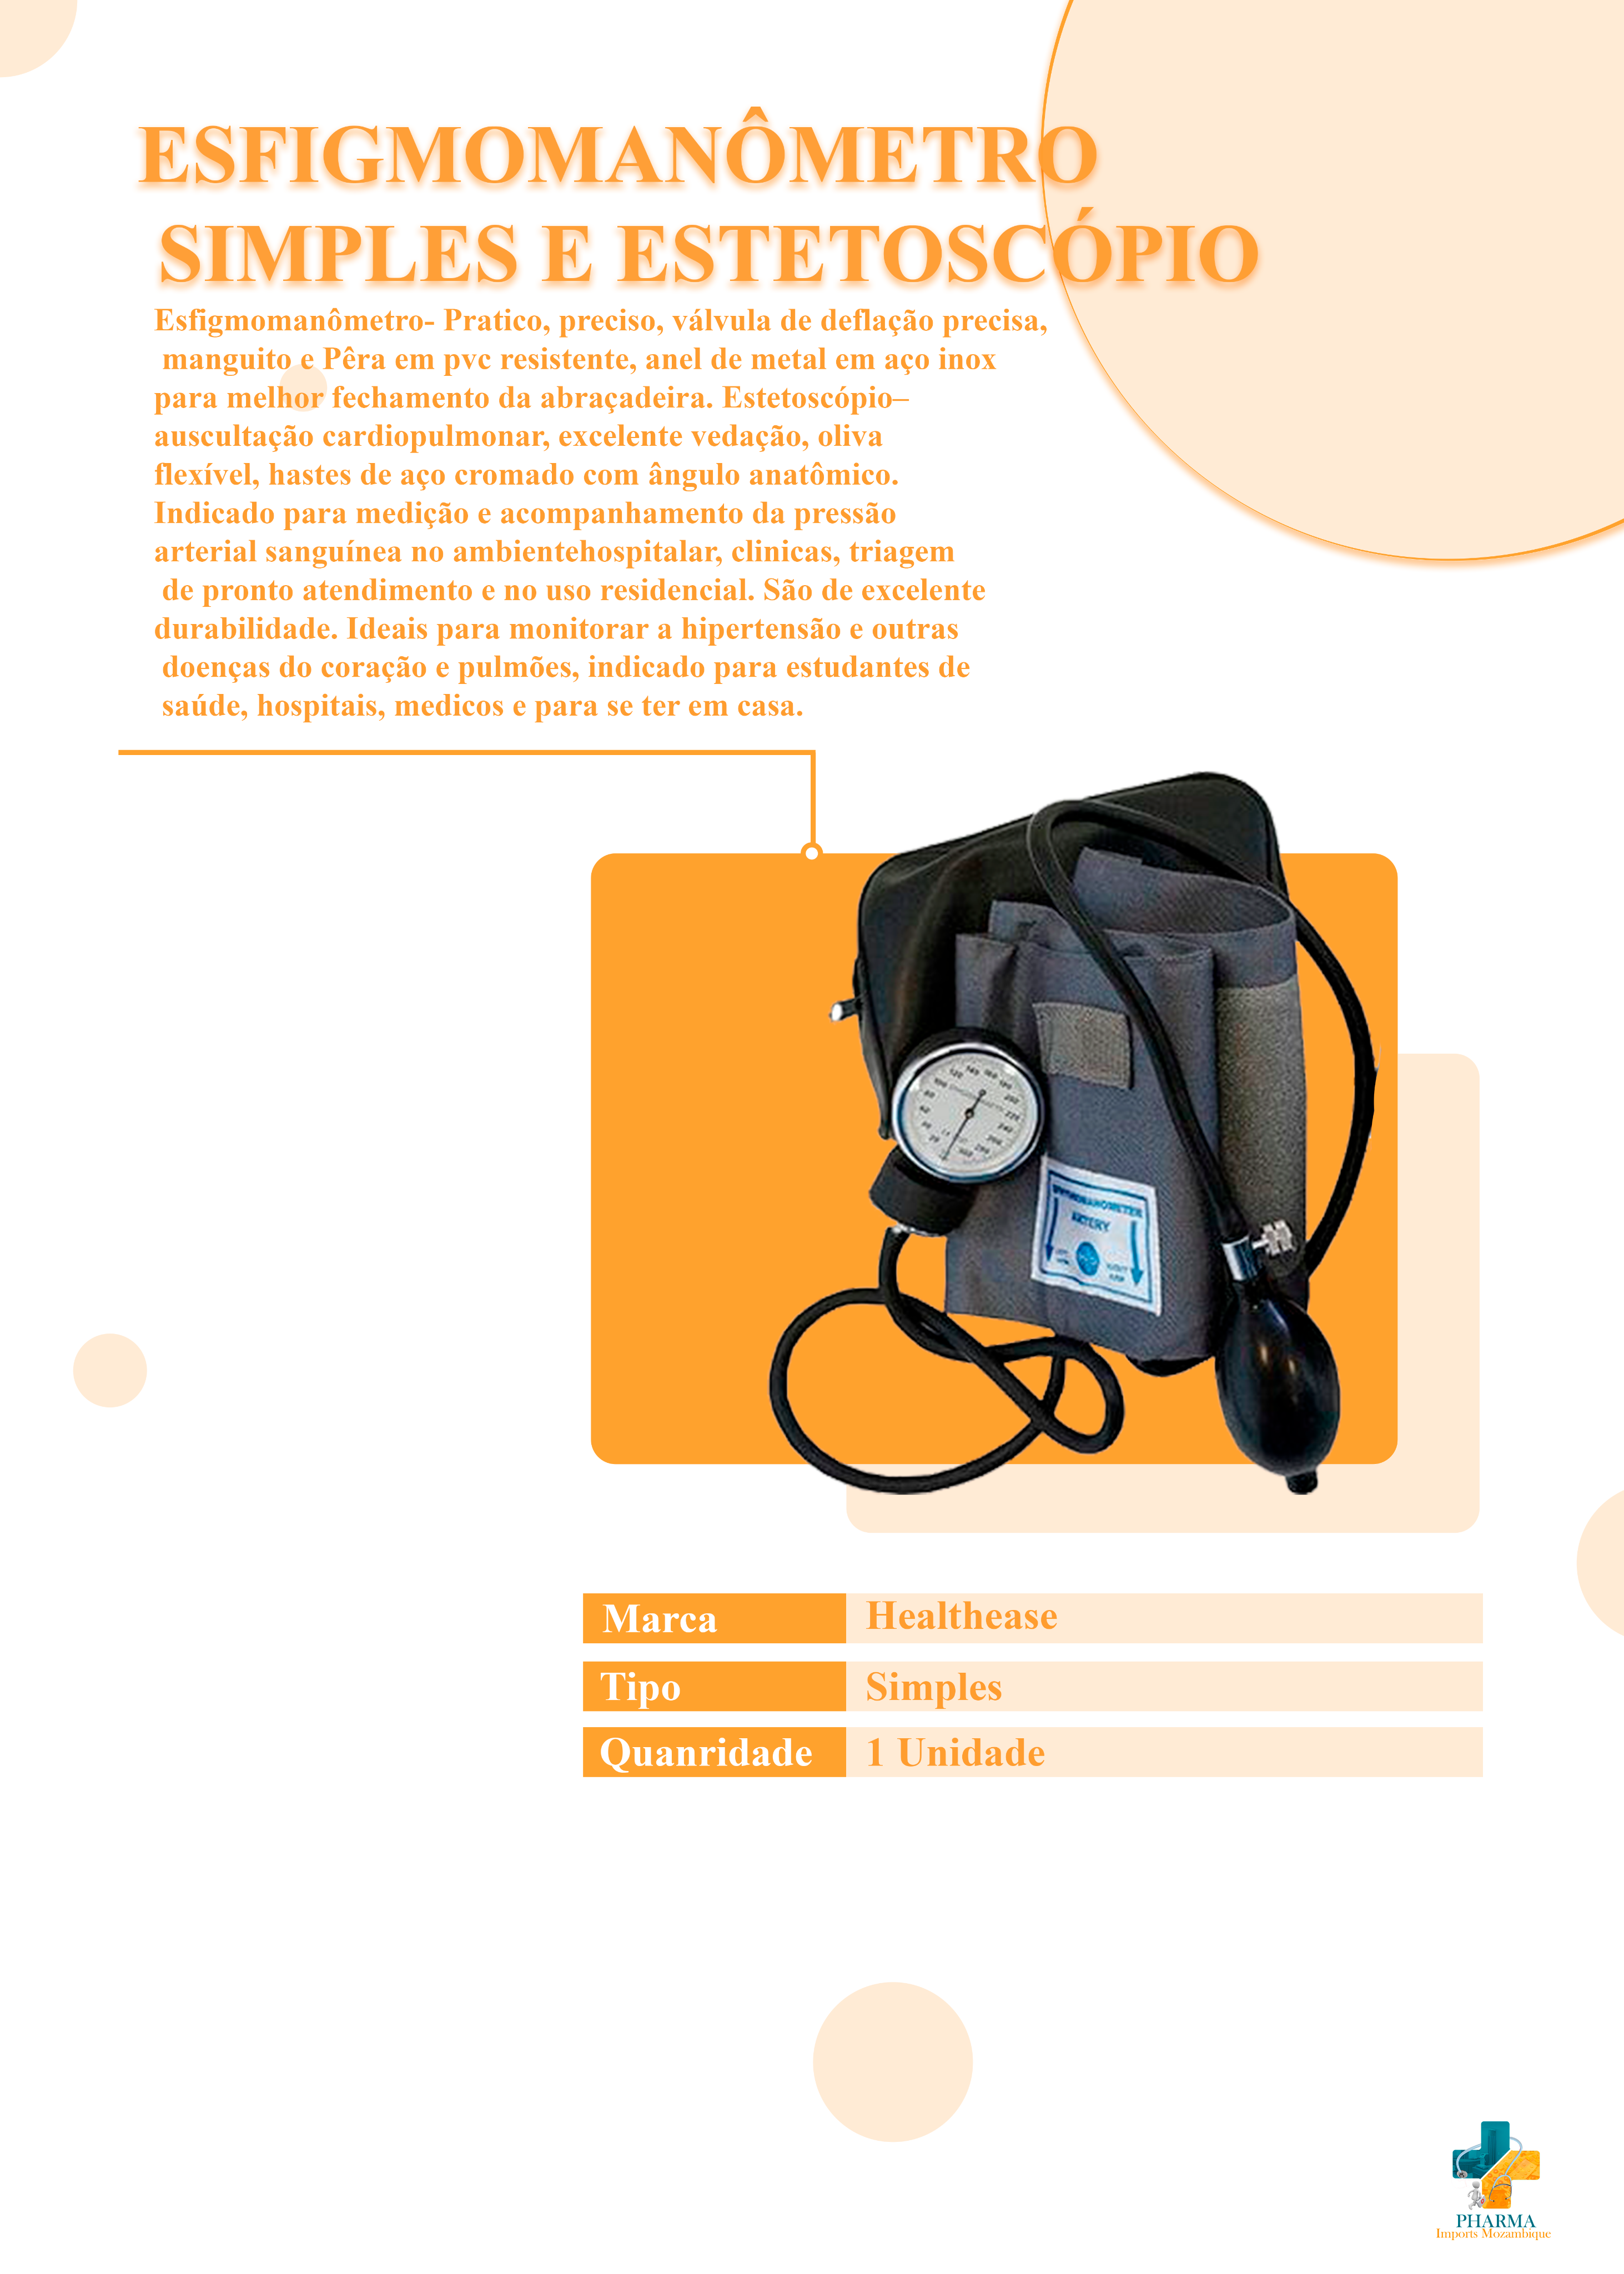 ESFIGMOMANÔMETRO
SIMPLES E ESTETOSCÓPIO
Esfigmomanômetro- Pratico, preciso, válvula de deflação precisa,
manguito e Pêra em pvc resistente, anel de metal em aço inox
para melhor fechamento da abraçadeira. Estetoscópio–
auscultação cardiopulmonar, excelente vedação, oliva
flexível, hastes de aço cromado com ângulo anatômico.
Indicado para medição e acompanhamento da pressão
arterial sanguínea no ambientehospitalar, clinicas, triagem
de pronto atendimento e no uso residencial. São de excelente
durabilidade. Ideais para monitorar a hipertensão e outras
doenças do coração e pulmões, indicado para estudantes de
saúde, hospitais, medicos e para se ter em casa.
ARTERY
Marca Healthease
Tipo Simples
Quanridade 1 Unidade
PHARMA
Imports Mozambique